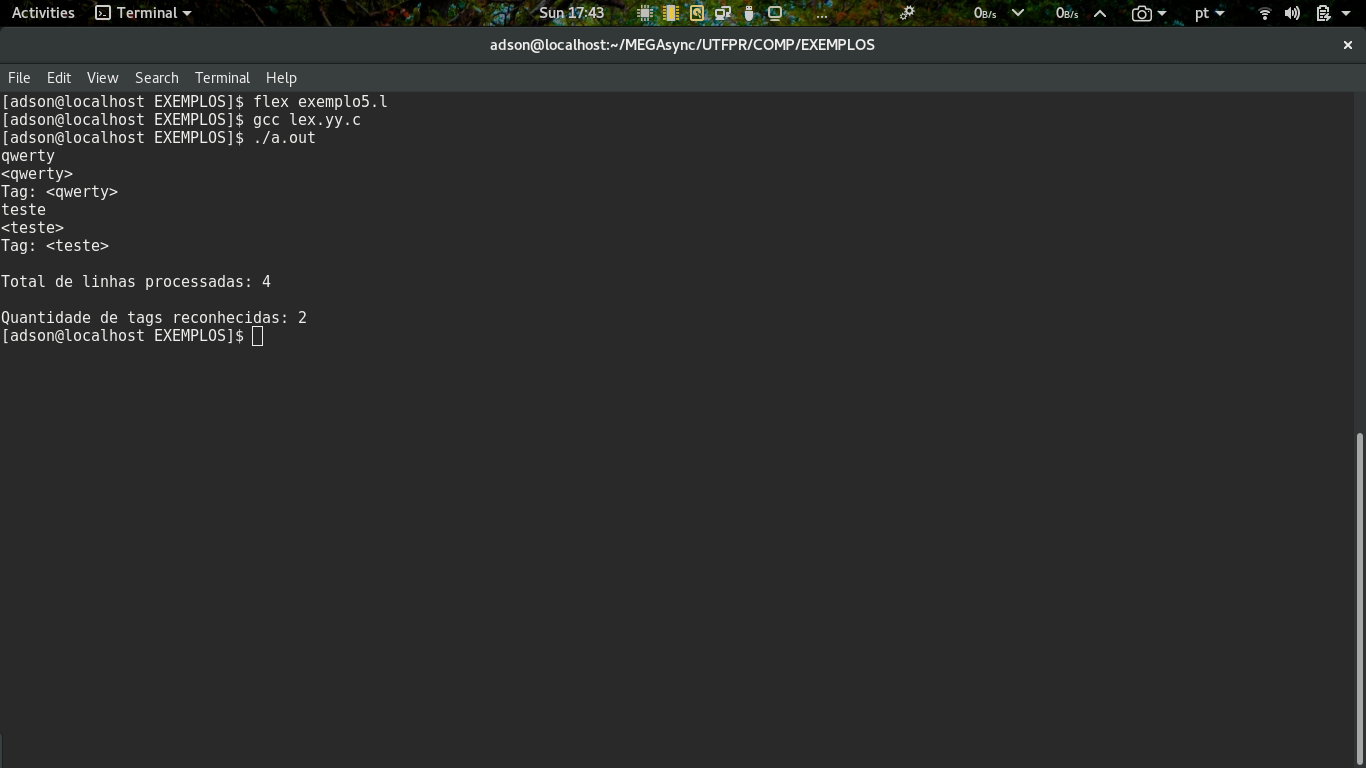 Activities Terminal Sun 17:43 ... 0B/s 0B/s pt
adson@localhost:~/MEGAsync/UTFPR/COMP/EXEMPLOS ×
File Edit View Search Terminal Help
[adson@localhost EXEMPLOS]$ flex exemplo5.l
[adson@localhost EXEMPLOS]$ gcc lex.yy.c
[adson@localhost EXEMPLOS]$ ./a.out
qwerty
<qwerty>
Tag: <qwerty>
teste
<teste>
Tag: <teste>
Total de linhas processadas: 4
Quantidade de tags reconhecidas: 2
[adson@localhost EXEMPLOS]$